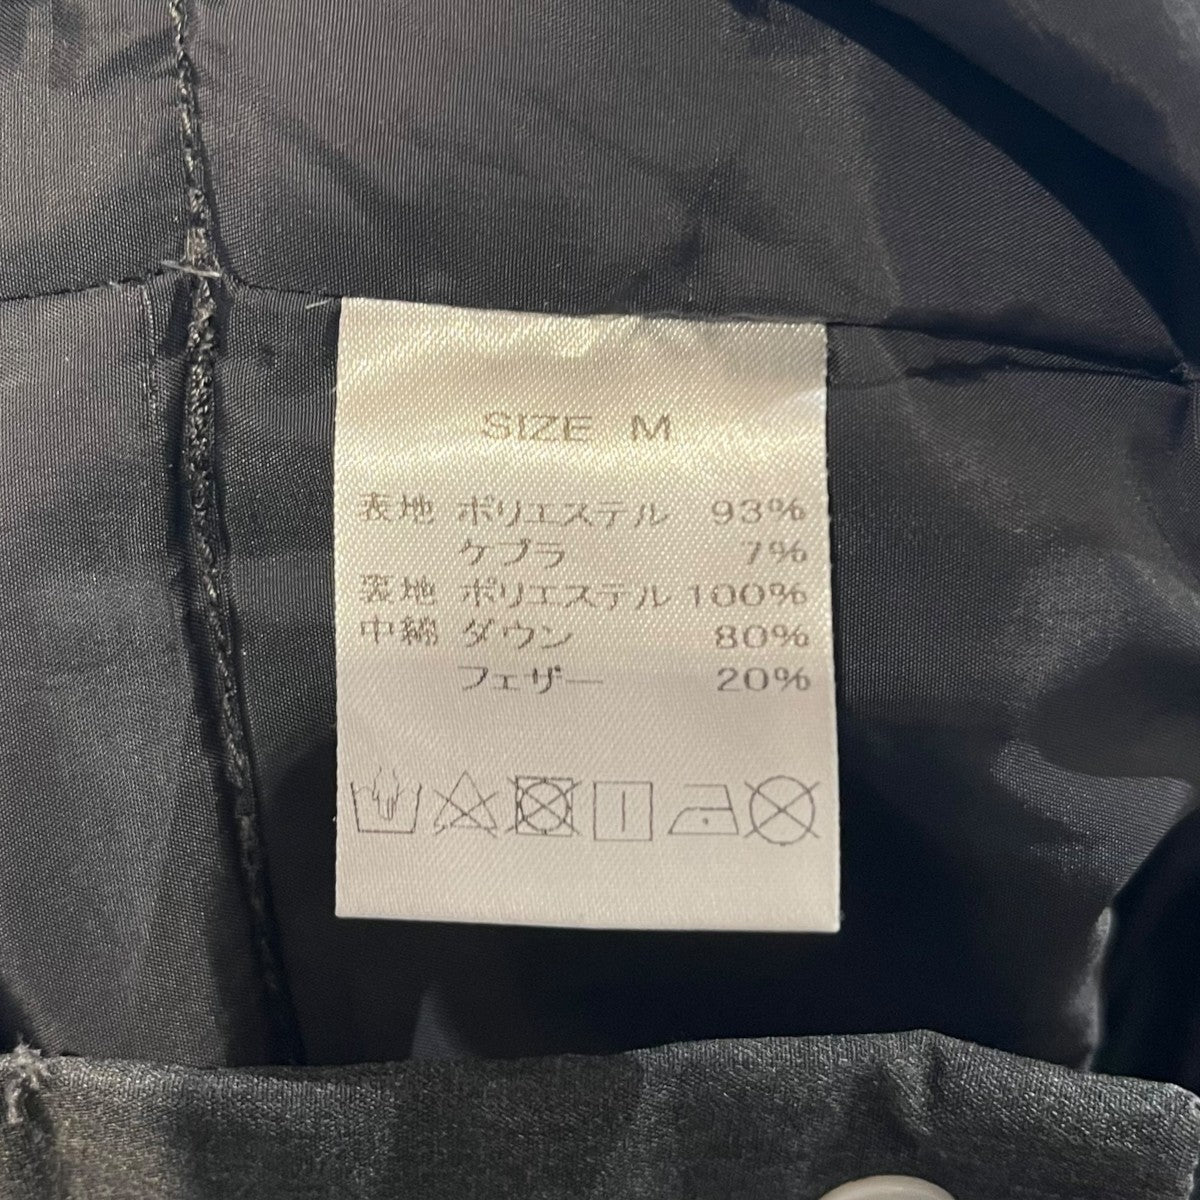 SIZE M
表地 ポリエステル 93%
ケブラ 7%
裏地 ポリエステル 100%
中綿 ダウン 80%
フェザー 20%